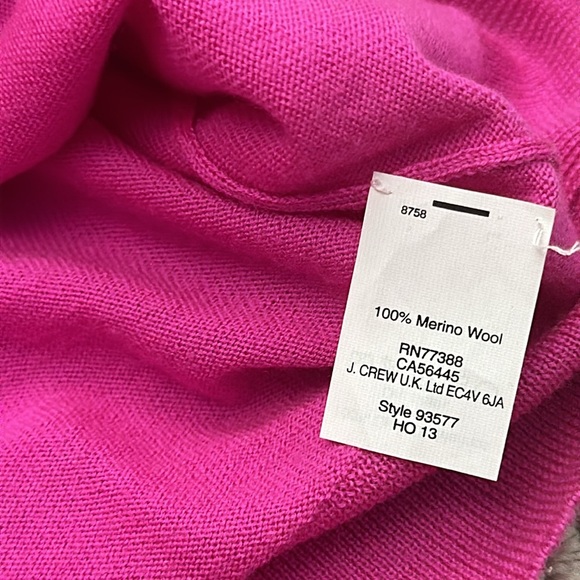 8758
100% Merino Wool
RN77388
CA56445
J. CREW U.K. Ltd EC4V 6JA
Style 93577
HO 13